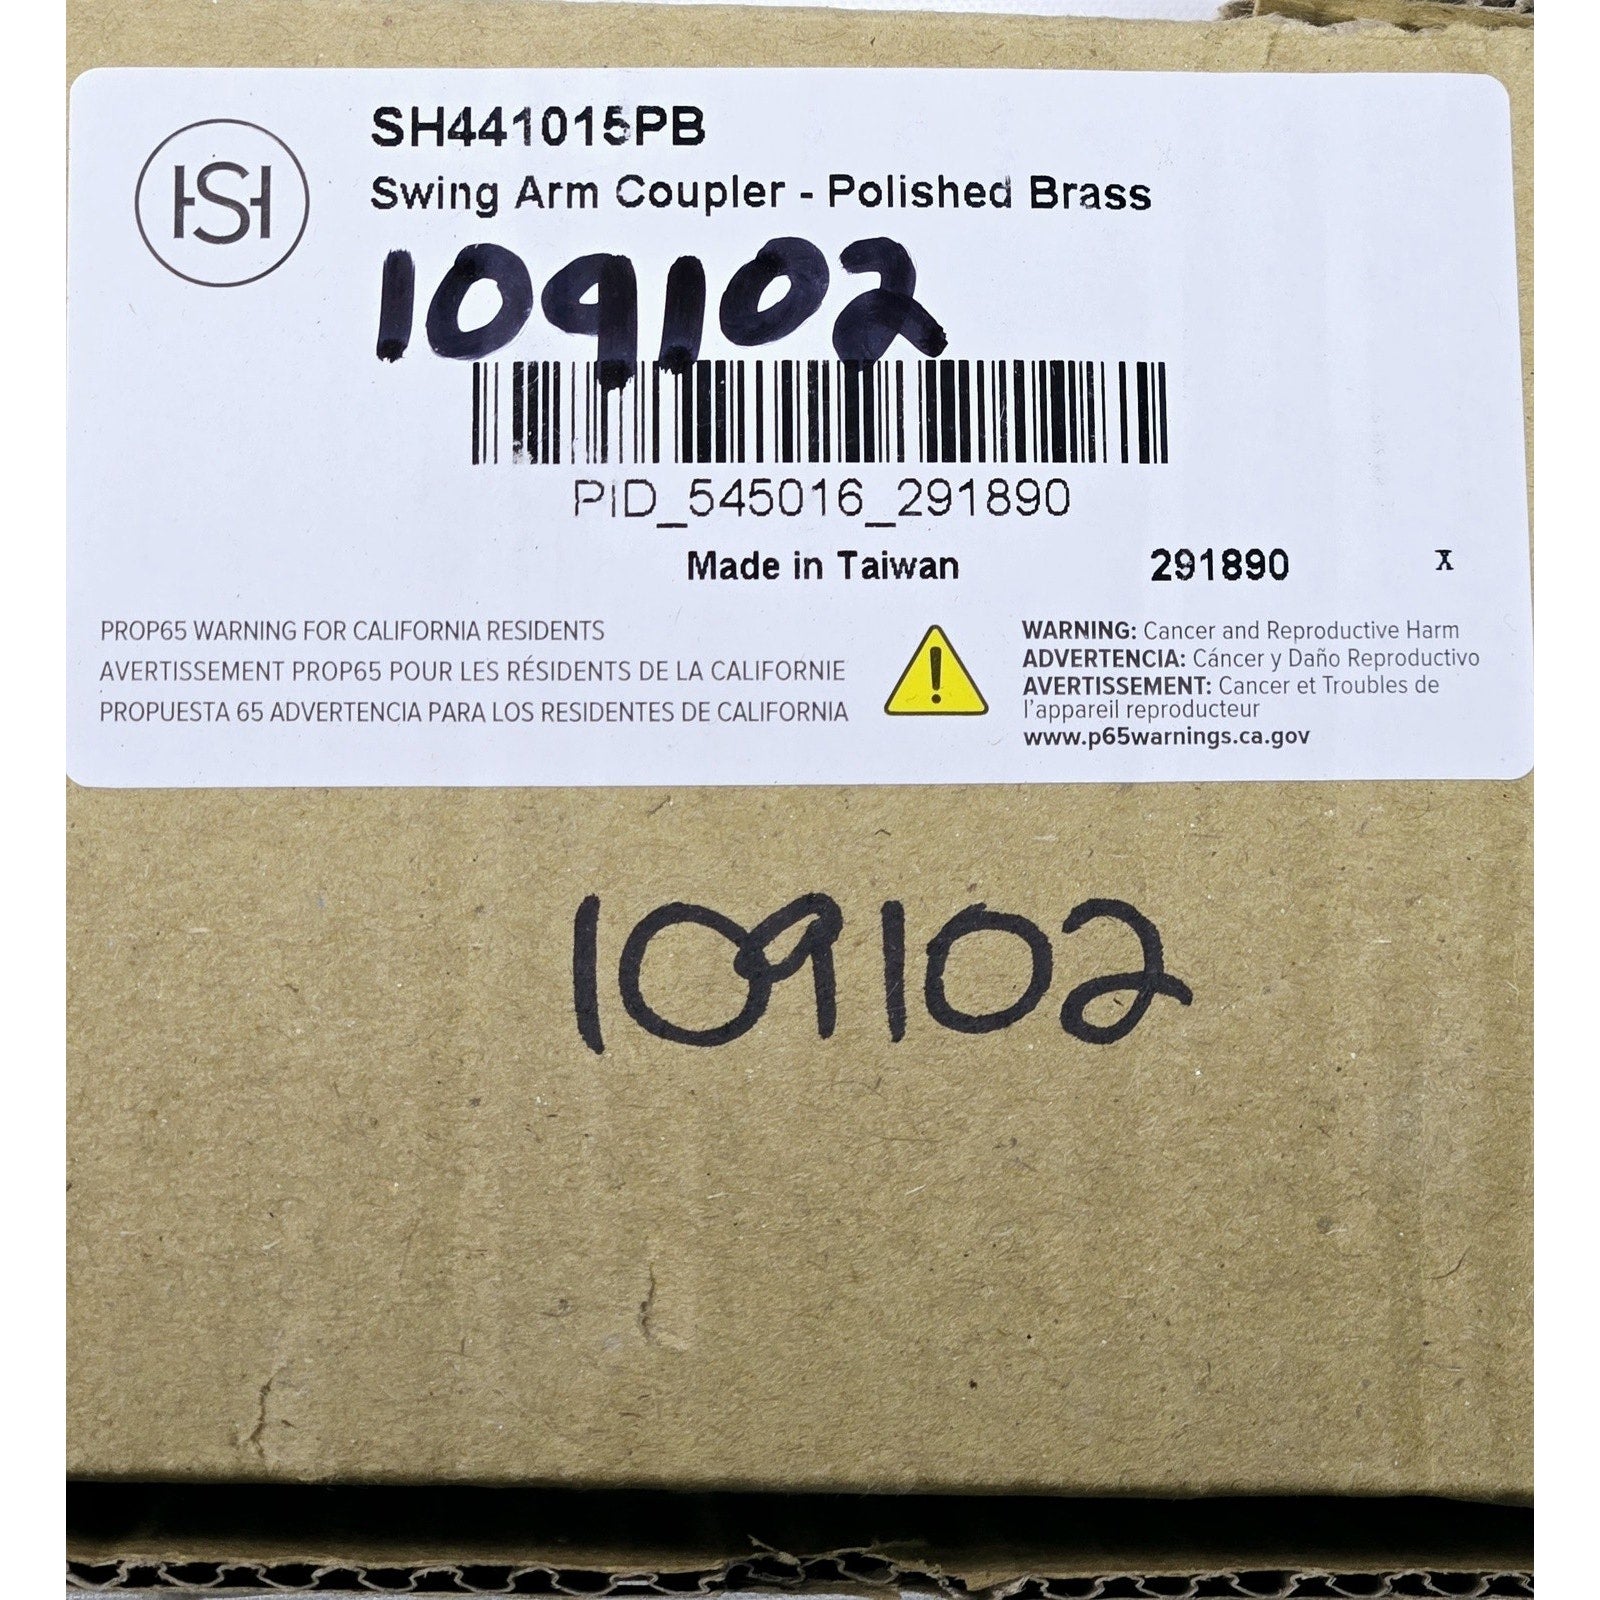 HSH
SH441015PB
Swing Arm Coupler - Polished Brass
109102
PID_545016_291890
Made in Taiwan 291890 X
PROP65 WARNING FOR CALIFORNIA RESIDENTS
AVERTISSEMENT PROP65 POUR LES RÉSIDENTS DE LA CALIFORNIE
PROPUESTA 65 ADVERTENCIA PARA LOS RESIDENTES DE CALIFORNIA
!
WARNING: Cancer and Reproductive Harm
ADVERTENCIA: Cáncer y Daño Reproductivo
AVERTISSEMENT: Cancer et Troubles de
l'appareil reproducteur
www.p65warnings.ca.gov
109102